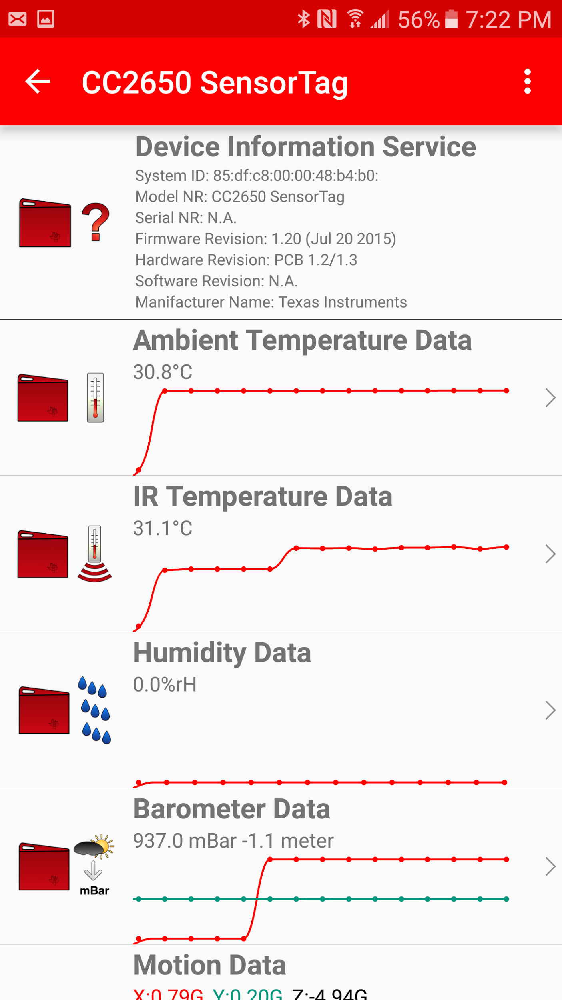 56% 7:22 PM
CC2650 SensorTag
Device Information Service
System ID: 85:df:c8:00:00:48:b4:b0:
Model NR: CC2650 SensorTag
Serial NR: N.A.
Firmware Revision: 1.20 (Jul 20 2015)
Hardware Revision: PCB 1.2/1.3
Software Revision: N.A.
Manifacturer Name: Texas Instruments
Ambient Temperature Data
30.8°C
IR Temperature Data
31.1°C
Humidity Data
0.0%rH
Barometer Data
937.0 mBar -1.1 meter
mBar
Motion Data
X:0.79G Y:0.20G Z:-4.94G